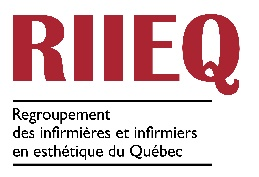 RIIEQ
Regroupement
des infirmières et infirmiers
en esthétique du Québec